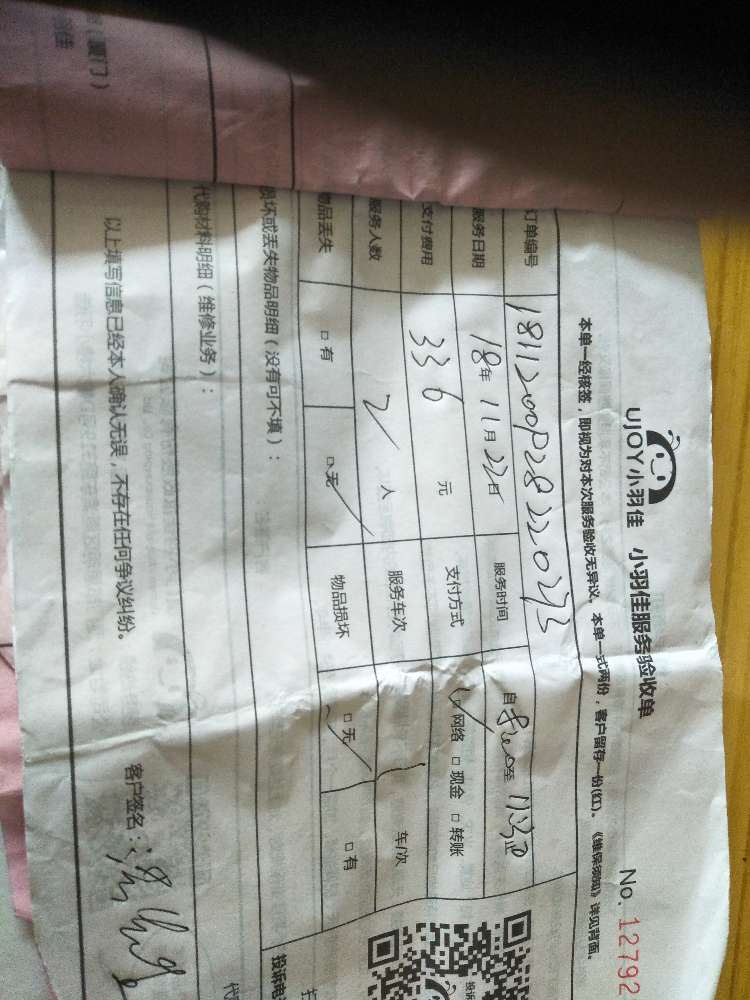 UJOY小羽佳 小羽佳服务验收单 No. 12792
本单一经核签，即视为对本次服务验收无异议。本单一式两份，客户留存一份(红)。《维保须知》详见背面。
订单编号
服务日期 18年 11月 23日 服务时间 自 至
支付费用 336 元 支付方式 □网络 □现金 □转账
服务人数 2 人 服务车次 车/次
物品丢失 □有 □无 物品损坏 □无 □有
损坏或丢失物品明细（没有可不填）：
代购材料明细（维修业务）：
以上填写信息已经本人确认无误，不存在任何争议纠纷。 客户签名：
（厦门）
投诉电